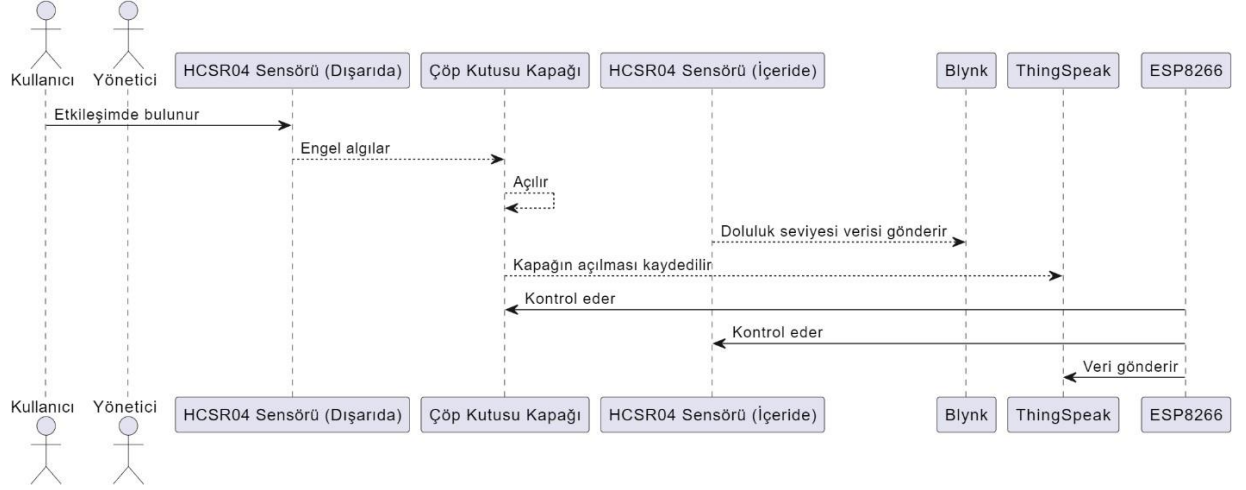 Kullanıcı Yönetici HCSR04 Sensörü (Dışarıda) Çöp Kutusu Kapağı HCSR04 Sensörü (İçeride) Blynk ThingSpeak ESP8266
Etkileşimde bulunur
Engel algılar
Açılır
Doluluk seviyesi verisi gönderir
Kapağın açılması kaydedilir
Kontrol eder
Kontrol eder
Veri gönderir
Kullanıcı Yönetici HCSR04 Sensörü (Dışarıda) Çöp Kutusu Kapağı HCSR04 Sensörü (İçeride) Blynk ThingSpeak ESP8266